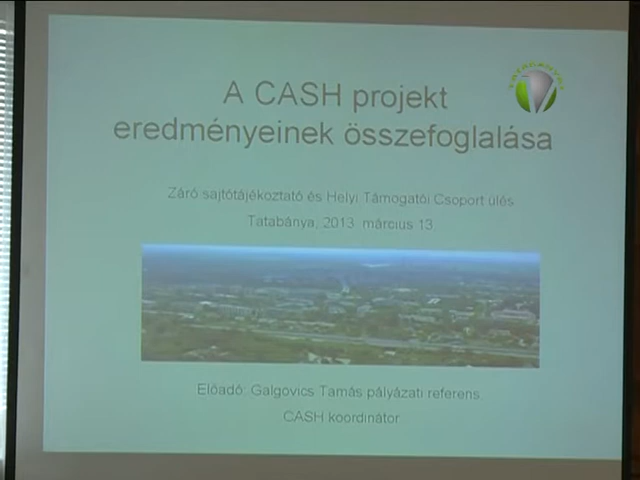 A CASH projekt
eredményeinek összefoglalása
Záró sajtótájékoztató és Helyi Támogatói Csoport ülés
Tatabánya, 2013. március 13.
Előadó: Galgovics Tamás pályázati referens
CASH koordinátor